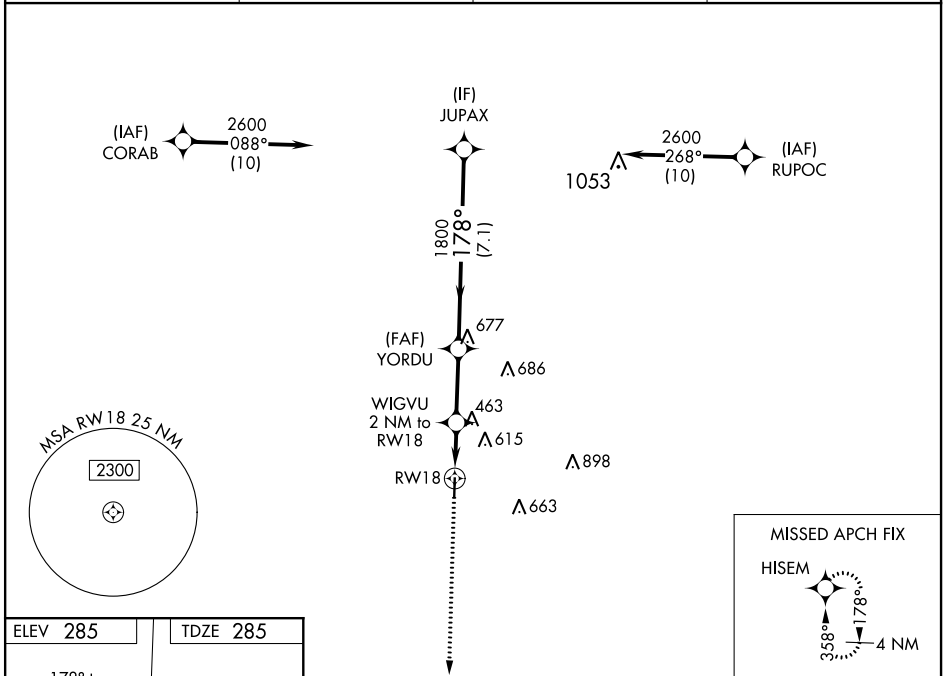 (IF)
JUPAX
(IAF)
CORAB
2600
088°
(10)
2600
268°
(10)
(IAF)
RUPOC
1053
1800
178°
(7.1)
(FAF)
YORDU
677
686
WIGVU
2 NM to
RW18
463
615
RW18
898
663
MSA RW18 25 NM
2300
MISSED APCH FIX
HISEM
358°
178°
4 NM
ELEV 285
TDZE 285